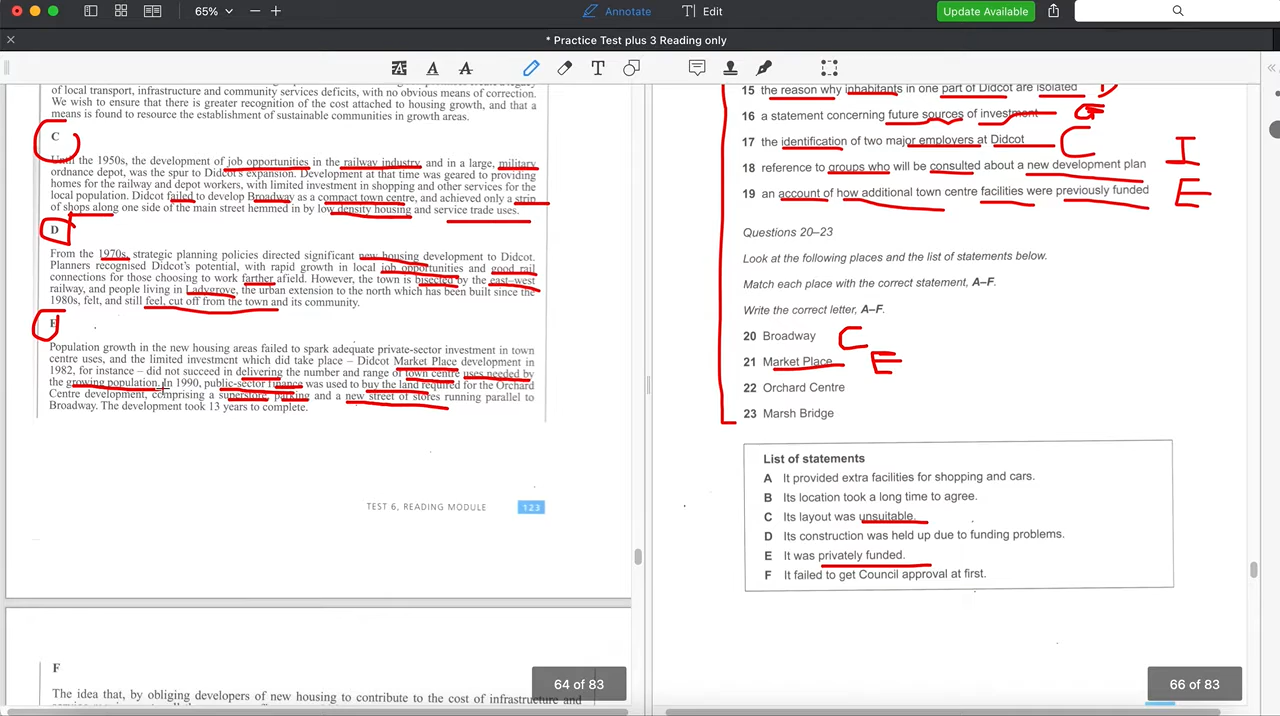 65%
Annotate
Edit
Update Available
* Practice Test plus 3 Reading only
of local transport, infrastructure and community services deficits, with no obvious means of correction.
We wish to ensure that there is greater recognition of the cost attached to housing growth, and that a
means is found to resource the establishment of sustainable communities in growth areas.
C
Until the 1950s, the development of job opportunities in the railway industry, and in a large, military
ordnance depot, was the spur to Didcot's expansion. Development at that time was geared to providing
homes for the railway and depot workers, with limited investment in shopping and other services for the
local population. Didcot failed to develop Broadway as a compact town centre, and achieved only a strip
of shops along one side of the main street hemmed in by low density housing and service trade uses.
D
From the 1970s, strategic planning policies directed significant new housing development to Didcot.
Planners recognised Didcot's potential, with rapid growth in local job opportunities and good rail
connections for those choosing to work farther afield. However, the town is bisected by the east–west
railway, and people living in Ladygrove, the urban extension to the north which has been built since the
1980s, felt, and still feel, cut off from the town and its community.
E
Population growth in the new housing areas failed to spark adequate private-sector investment in town
centre uses, and the limited investment which did take place – Didcot Market Place development in
1982, for instance – did not succeed in delivering the number and range of town centre uses needed by
the growing population. In 1990, public-sector finance was used to buy the land required for the Orchard
Centre development, comprising a superstore, parking and a new street of stores running parallel to
Broadway. The development took 13 years to complete.
TEST 6, READING MODULE 123
F
The idea that, by obliging developers of new housing to contribute to the cost of infrastructure and
64 of 83
15 the reason why inhabitants in one part of Didcot are isolated D
16 a statement concerning future sources of investment G
17 the identification of two major employers at Didcot C
18 reference to groups who will be consulted about a new development plan I
19 an account of how additional town centre facilities were previously funded E
Questions 20–23
Look at the following places and the list of statements below.
Match each place with the correct statement, A–F.
Write the correct letter, A–F.
20 Broadway C
21 Market Place E
22 Orchard Centre
23 Marsh Bridge
List of statements
A It provided extra facilities for shopping and cars.
B Its location took a long time to agree.
C Its layout was unsuitable.
D Its construction was held up due to funding problems.
E It was privately funded.
F It failed to get Council approval at first.
66 of 83